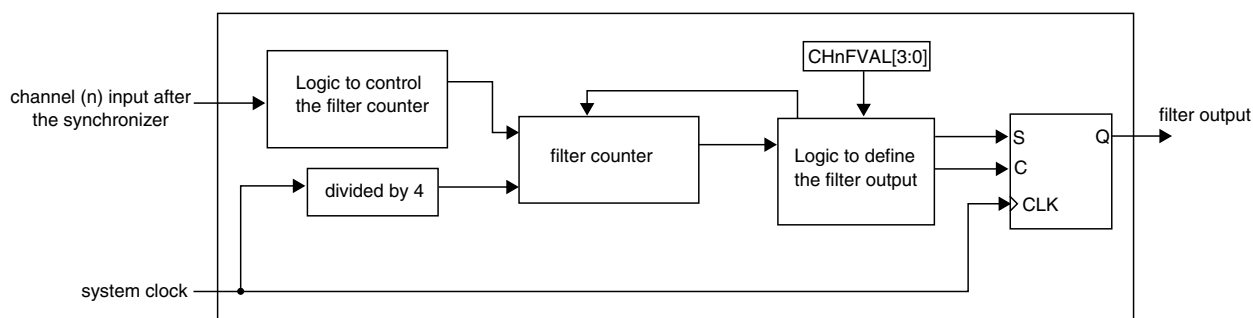 CHnFVAL[3:0]
Logic to control
the filter counter
channel (n) input after
the synchronizer
filter output
filter counter
Logic to define
the filter output
S
Q
C
CLK
divided by 4
system clock